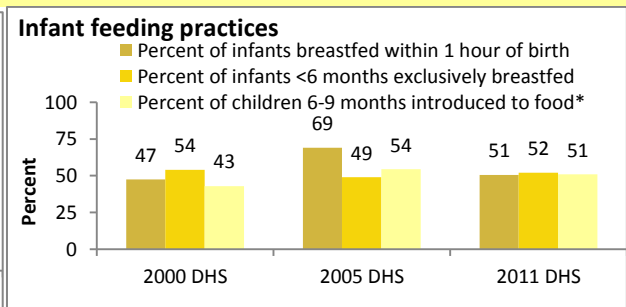 Infant feeding practices
Percent of infants breastfed within 1 hour of birth
Percent of infants <6 months exclusively breastfed
Percent of children 6-9 months introduced to food*
Percent
100
75
50
25
0
47 54 43
69 49 54
51 52 51
2000 DHS 2005 DHS 2011 DHS